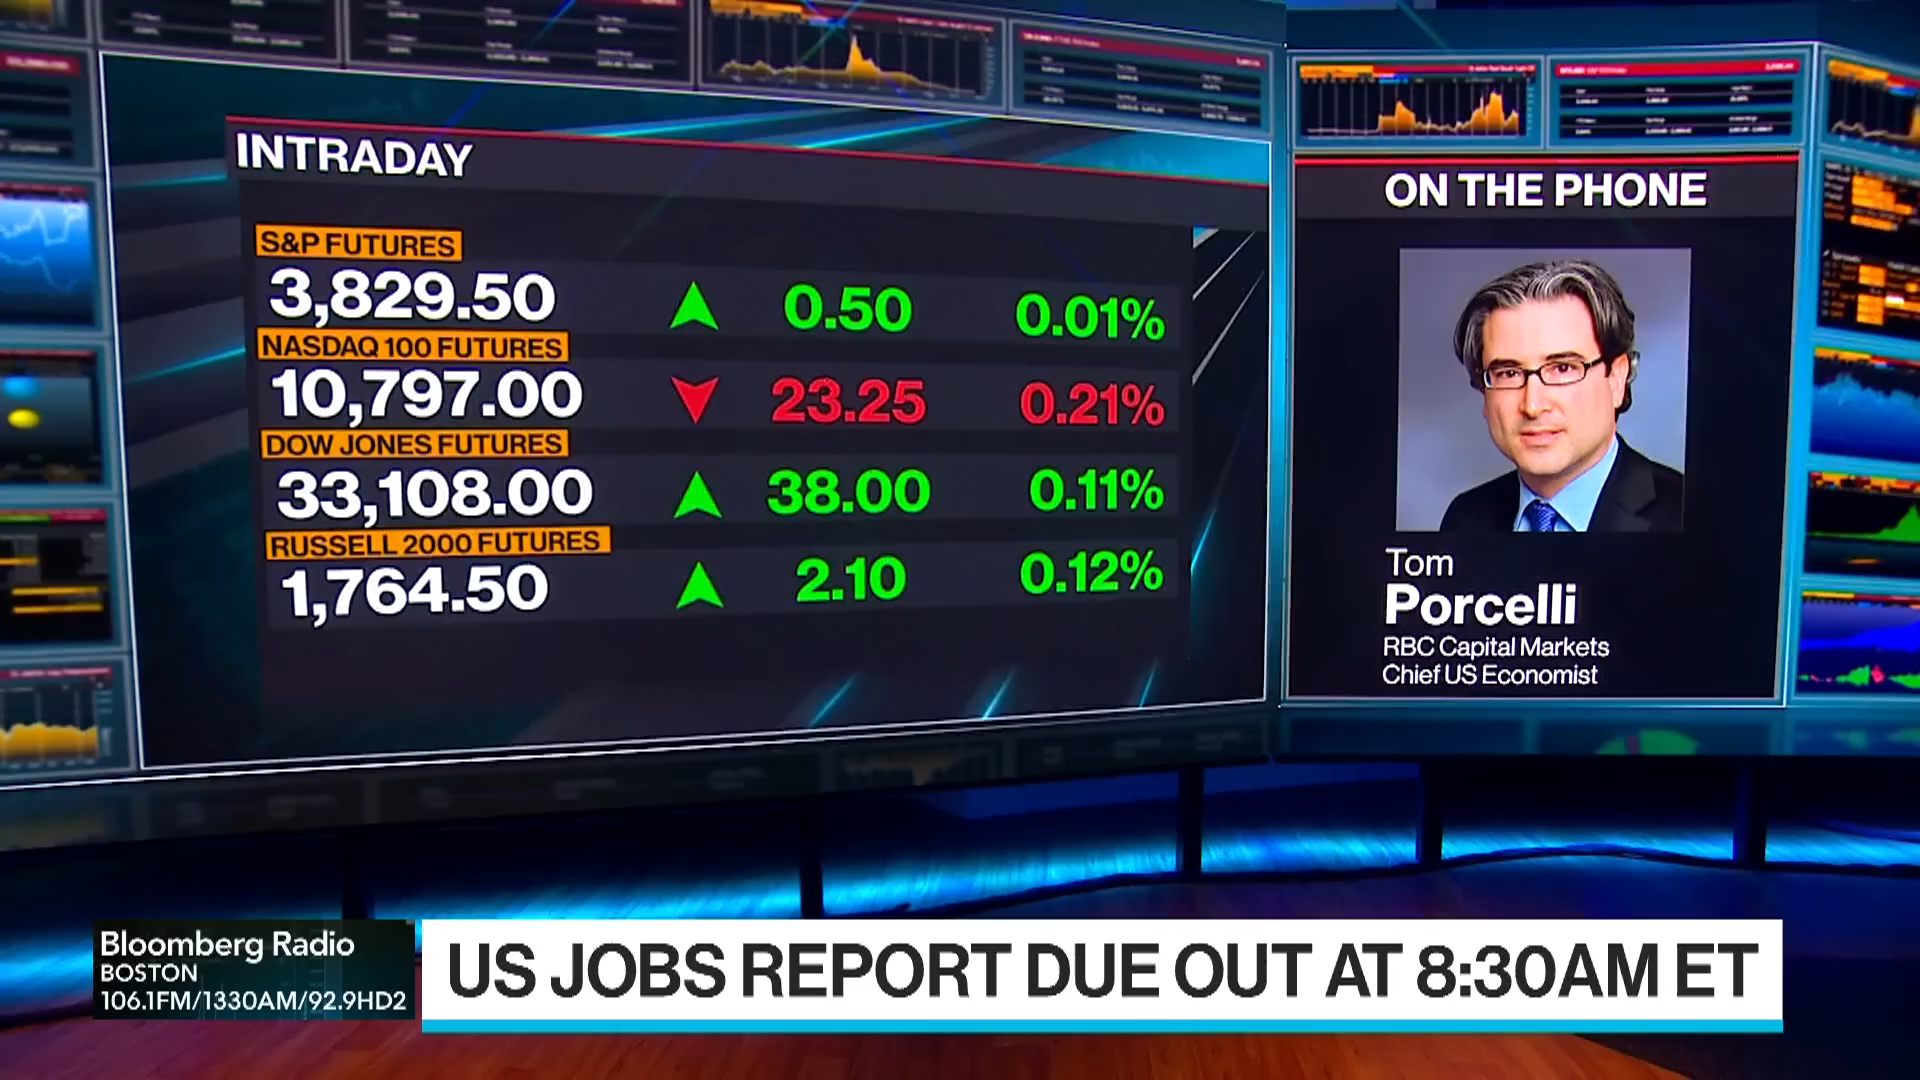 INTRADAY
S&P FUTURES
3,829.50 0.50 0.01%
NASDAQ 100 FUTURES
10,797.00 23.25 0.21%
DOW JONES FUTURES
33,108.00 38.00 0.11%
RUSSELL 2000 FUTURES
1,764.50 2.10 0.12%
ON THE PHONE
Tom
Porcelli
RBC Capital Markets
Chief US Economist
Bloomberg Radio
BOSTON
106.1FM/1330AM/92.9HD2
US JOBS REPORT DUE OUT AT 8:30AM ET